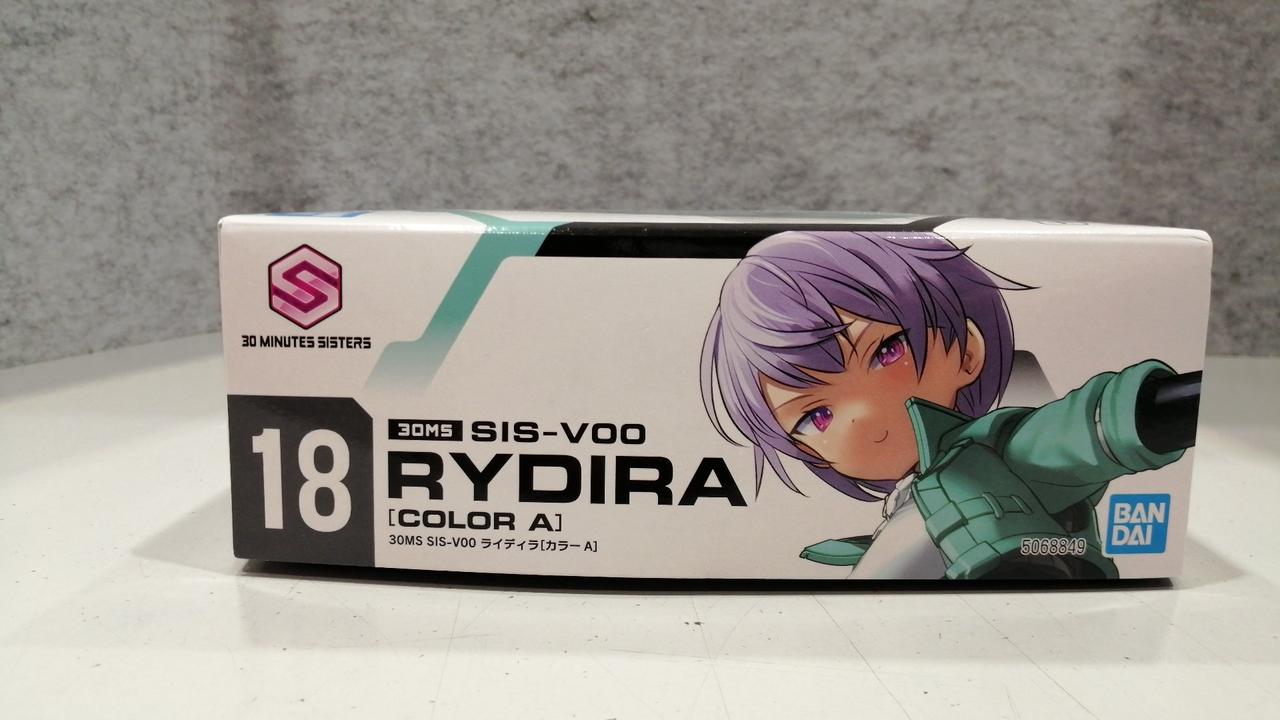 S
30 MINUTES SISTERS
18
30MS SIS-V00
RYDIRA
[COLOR A]
30MS SIS-V00 ライディラ[カラー A]
5068849
BAN
DAI